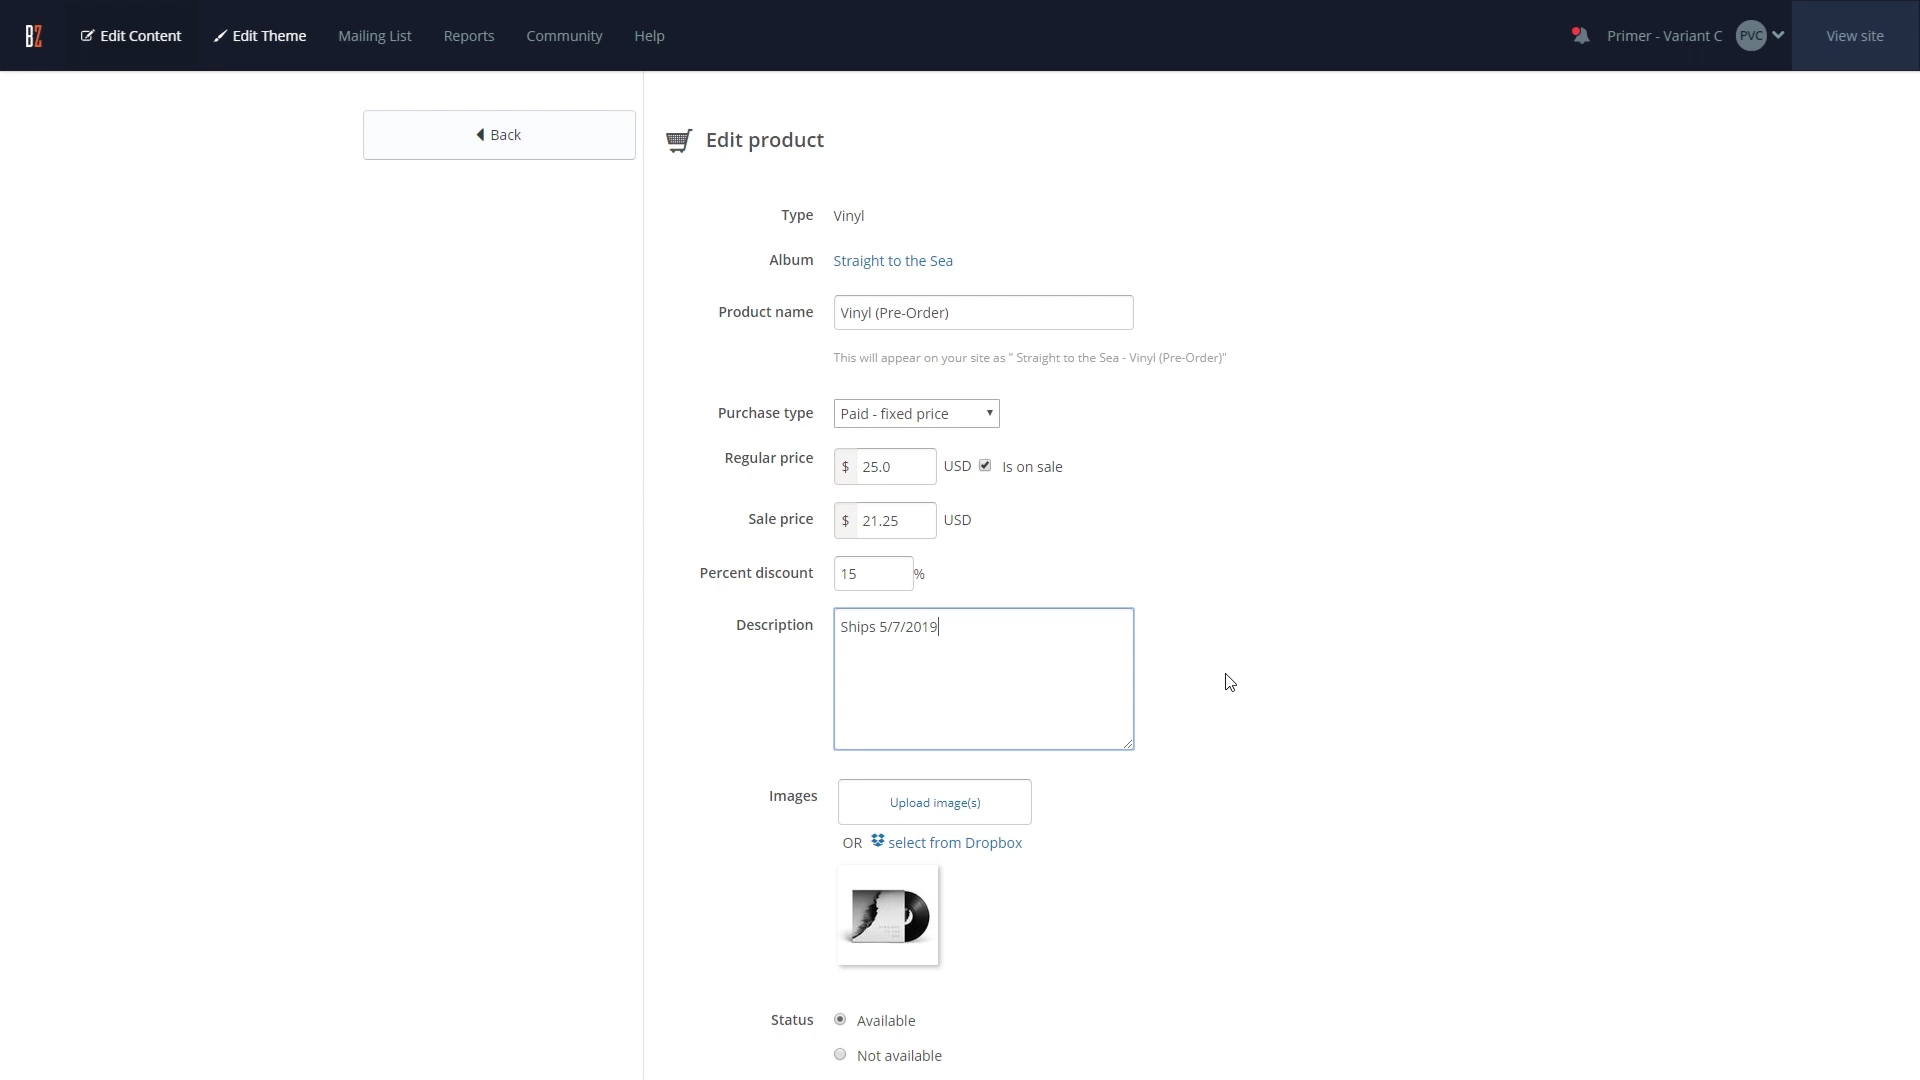 BZ Edit Content Edit Theme Mailing List Reports Community Help Primer - Variant C PVC View site
Back
Edit product
Type Vinyl
Album Straight to the Sea
Product name Vinyl (Pre-Order)
This will appear on your site as " Straight to the Sea - Vinyl (Pre-Order)"
Purchase type Paid - fixed price
Regular price $ 25.0 USD Is on sale
Sale price $ 21.25 USD
Percent discount 15 %
Description Ships 5/7/2019
Images Upload image(s)
OR select from Dropbox
Status Available
Not available